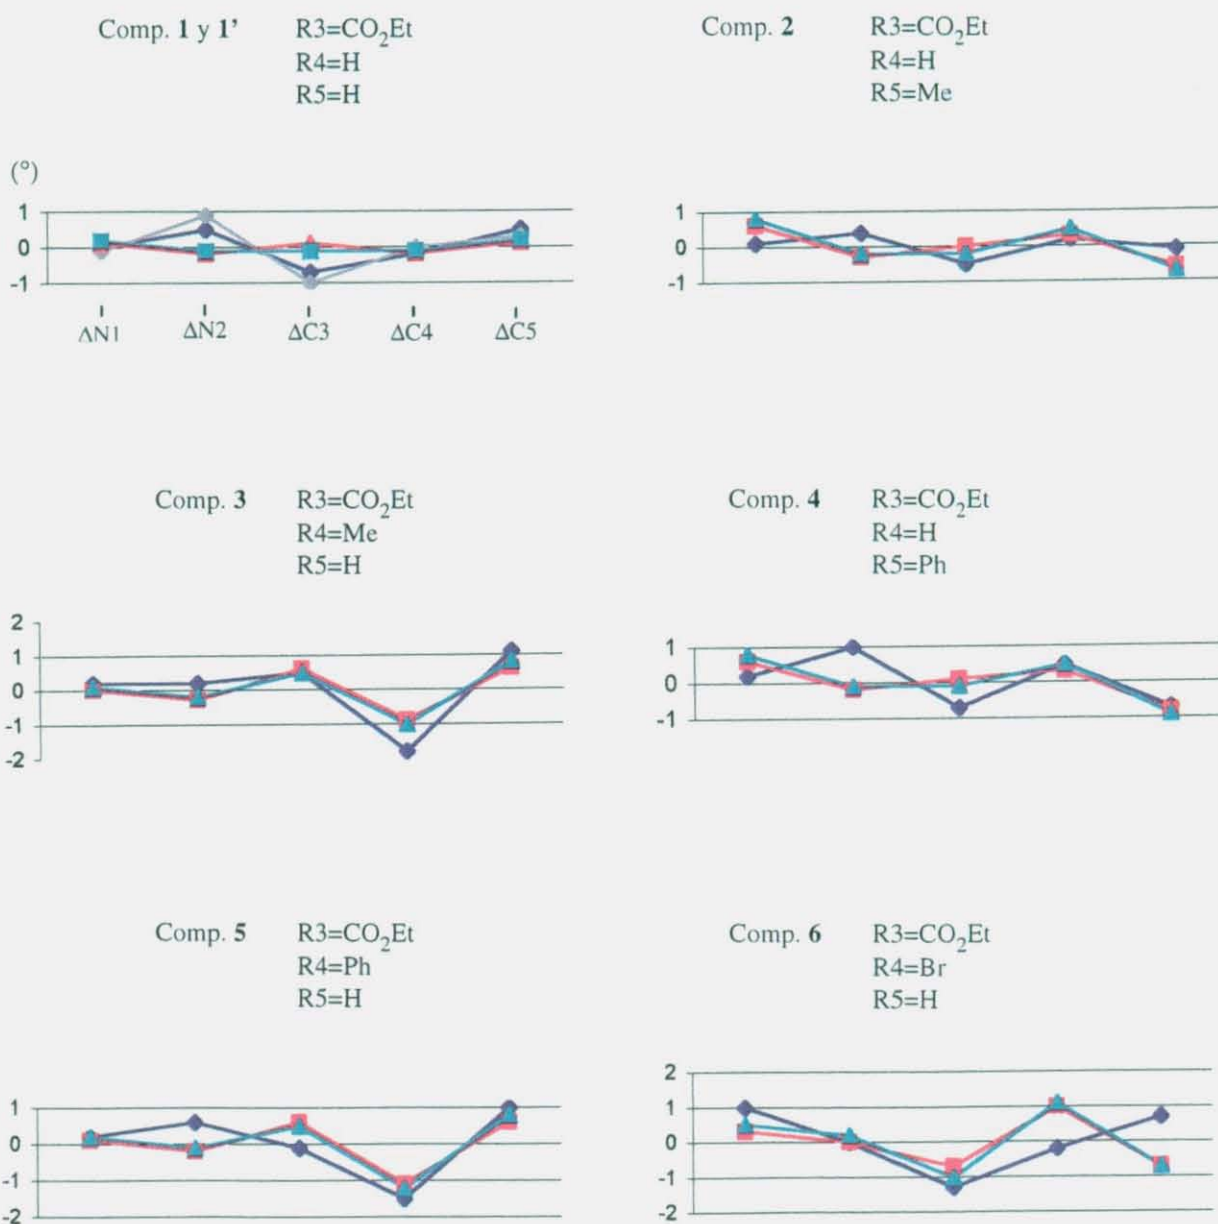 Comp. 1 y 1’ R3=CO2Et
R4=H
R5=H
Comp. 2 R3=CO2Et
R4=H
R5=Me
(°)
1
0
-1
ΔN1 ΔN2 ΔC3 ΔC4 ΔC5
1
0
-1
Comp. 3 R3=CO2Et
R4=Me
R5=H
Comp. 4 R3=CO2Et
R4=H
R5=Ph
2
1
0
-1
-2
1
0
-1
Comp. 5 R3=CO2Et
R4=Ph
R5=H
Comp. 6 R3=CO2Et
R4=Br
R5=H
1
0
-1
-2
2
1
0
-1
-2